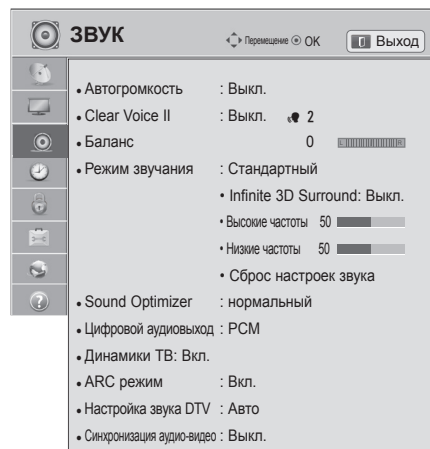 ЗВУК
Перемещение OK
Выход
• Автогромкость : Выкл.
• Clear Voice II : Выкл. 2
• Баланс 0 L R
• Режим звучания : Стандартный
• Infinite 3D Surround: Выкл.
• Высокие частоты 50
• Низкие частоты 50
• Сброс настроек звука
• Sound Optimizer : нормальный
• Цифровой аудиовыход : PCM
• Динамики ТВ: Вкл.
• ARC режим : Вкл.
• Настройка звука DTV : Авто
• Синхронизация аудио-видео : Выкл.